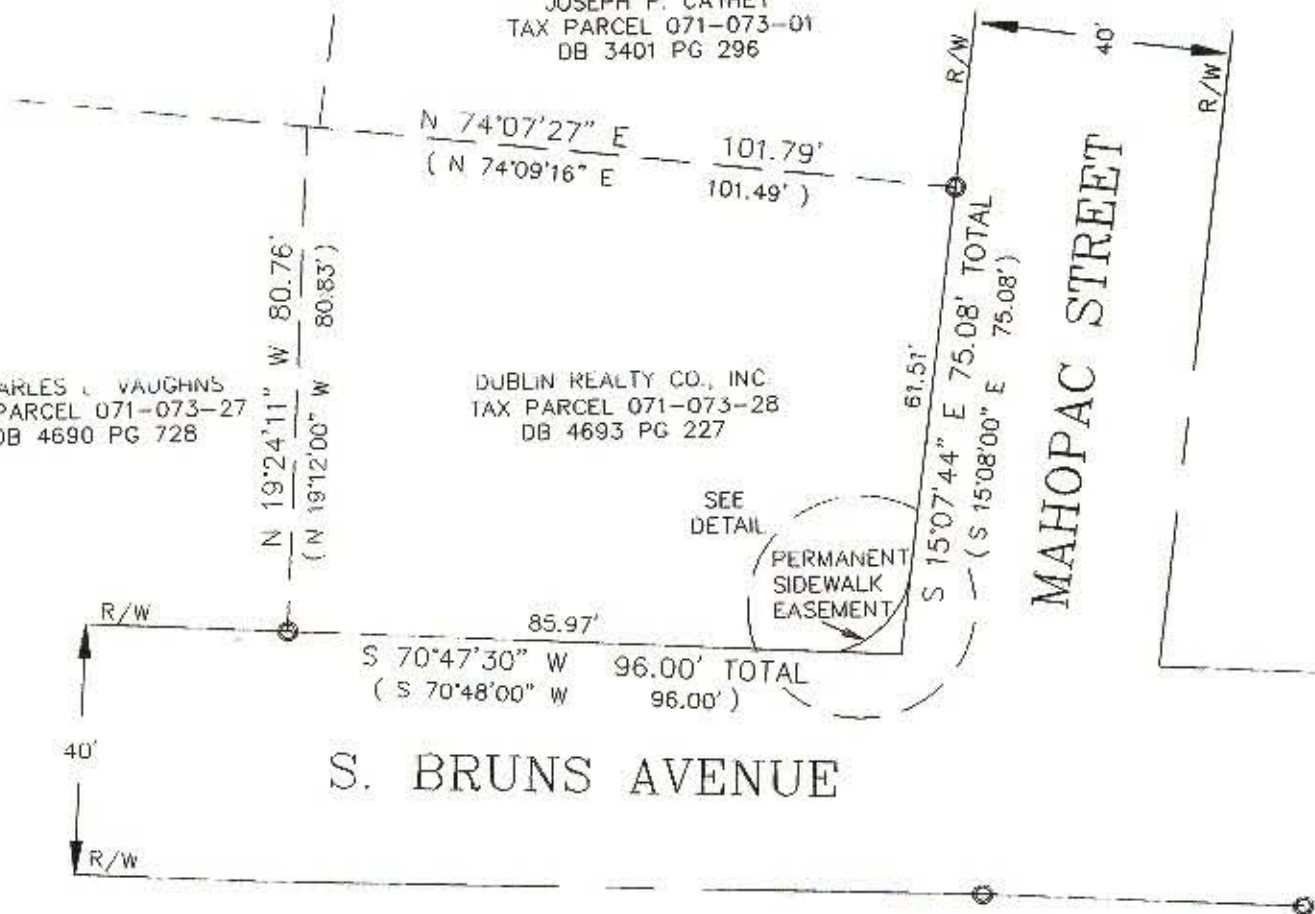 TAX PARCEL 071-073-01
DB 3401 PG 296
R/W
40'
R/W
N 74°07'27" E 101.79'
( N 74°09'16" E 101.49' )
N 19°24'11" W 80.76'
( N 19°12'00" W 80.83' )
61.51'
S 15°07'44" E 75.08' TOTAL
( S 15°08'00" E 75.08' )
MAHOPAC STREET
VAUGHNS
PARCEL 071-073-27
DB 4690 PG 728
DUBLIN REALTY CO., INC
TAX PARCEL 071-073-28
DB 4693 PG 227
SEE
DETAIL
PERMANENT
SIDEWALK
EASEMENT
R/W
85.97'
S 70°47'30" W 96.00' TOTAL
( S 70°48'00" W 96.00' )
40'
S. BRUNS AVENUE
R/W